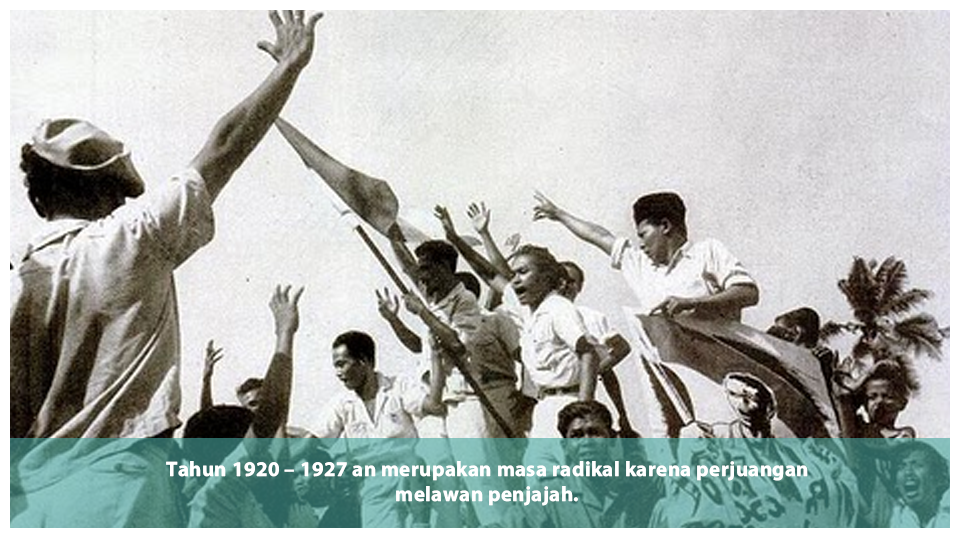 Tahun 1920 – 1927 an merupakan masa radikal karena perjuangan
melawan penjajah.